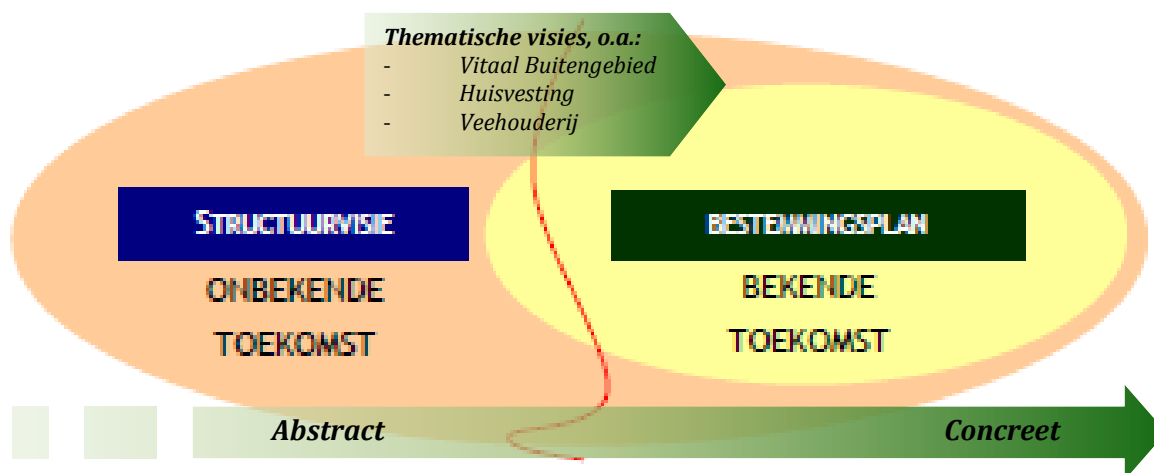 Thematische visies, o.a.:
- Vitaal Buitengebied
- Huisvesting
- Veehouderij
STRUCTUURVISIE
ONBEKENDE
TOEKOMST
BESTEMMINGSPLAN
BEKENDE
TOEKOMST
Abstract
Concreet